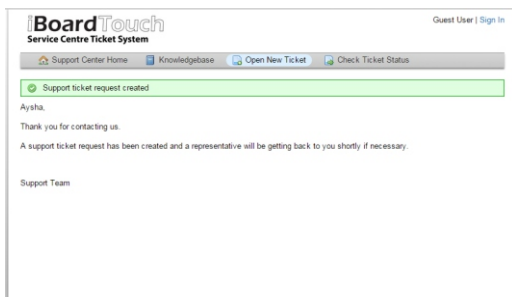 iBoardTouch
Guest User | Sign In
Service Centre Ticket System
Support Center Home Knowledgebase Open New Ticket Check Ticket Status
Support ticket request created
Aysha,
Thank you for contacting us.
A support ticket request has been created and a representative will be getting back to you shortly if necessary.
Support Team